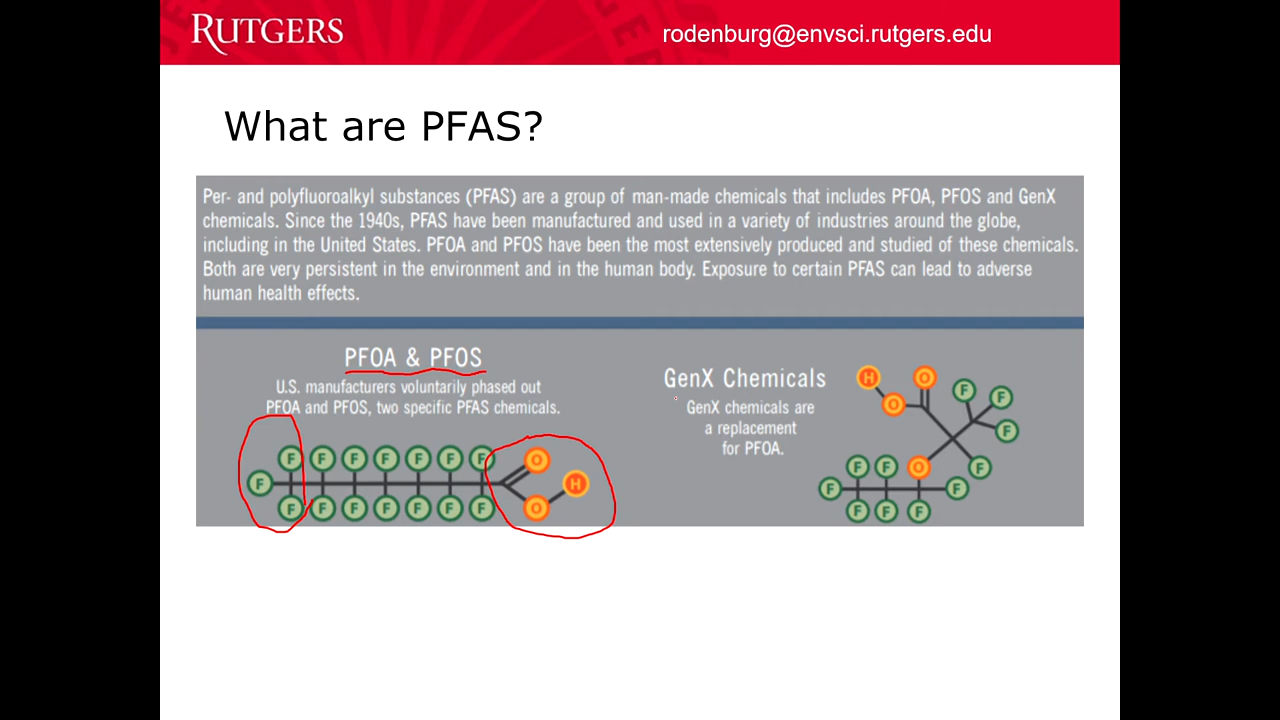 RUTGERS
rodenburg@envsci.rutgers.edu
What are PFAS?
Per- and polyfluoroalkyl substances (PFAS) are a group of man-made chemicals that includes PFOA, PFOS and GenX
chemicals. Since the 1940s, PFAS have been manufactured and used in a variety of industries around the globe,
including in the United States. PFOA and PFOS have been the most extensively produced and studied of these chemicals.
Both are very persistent in the environment and in the human body. Exposure to certain PFAS can lead to adverse
human health effects.
PFOA & PFOS
U.S. manufacturers voluntarily phased out
PFOA and PFOS, two specific PFAS chemicals.
F F F F F F F O
F H
F F F F F F F O
GenX Chemicals
GenX chemicals are
a replacement
for PFOA.
H O F F
O F
F F O F
F F
F F F